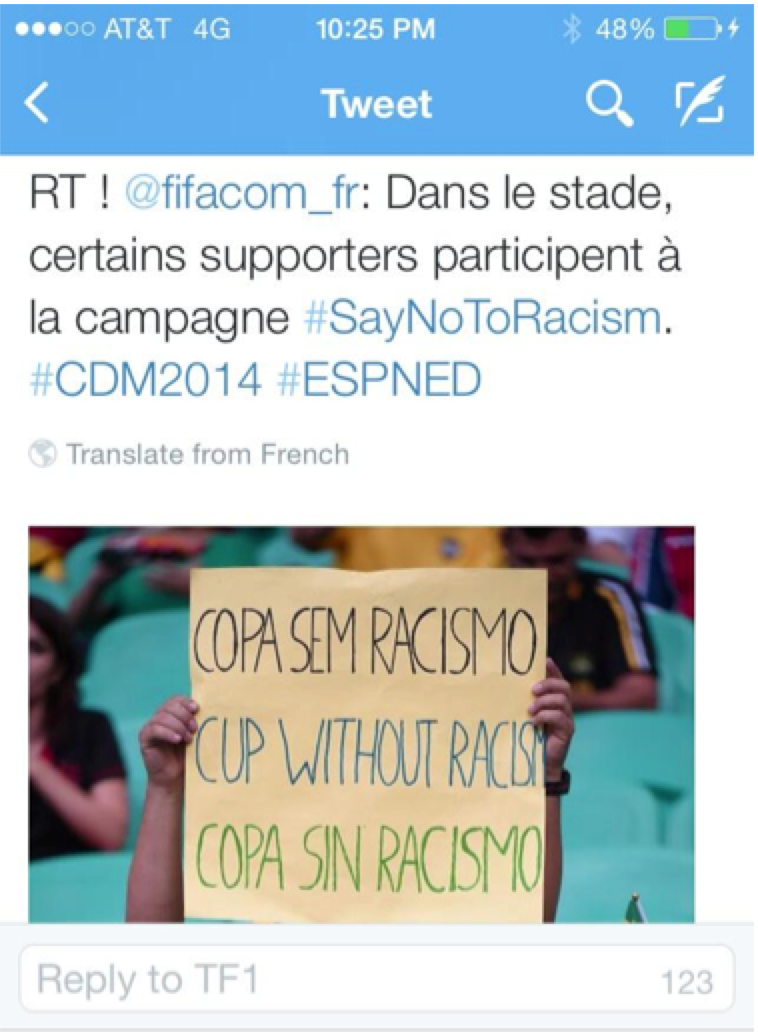 AT&T 4G 10:25 PM 48%
Tweet
RT ! @fifacom_fr: Dans le stade,
certains supporters participent à
la campagne #SayNoToRacism.
#CDM2014 #ESPNED
Translate from French
COPA SEM RACISMO
CUP WITHOUT RACISM
COPA SIN RACISMO
Reply to TF1 123